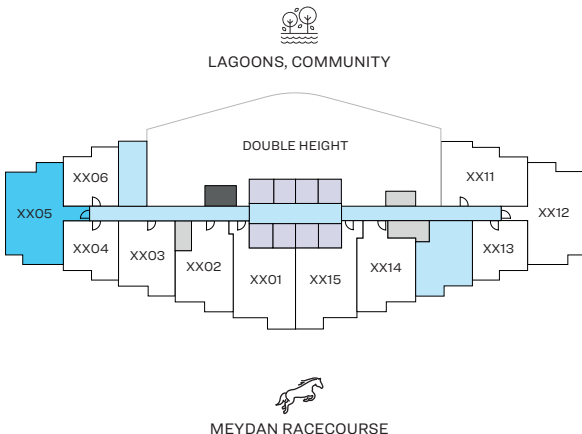 LAGOONS, COMMUNITY
DOUBLE HEIGHT
XX06
XX11
XX05
XX12
XX04
XX03
XX02
XX01
XX15
XX14
XX13
MEYDAN RACECOURSE